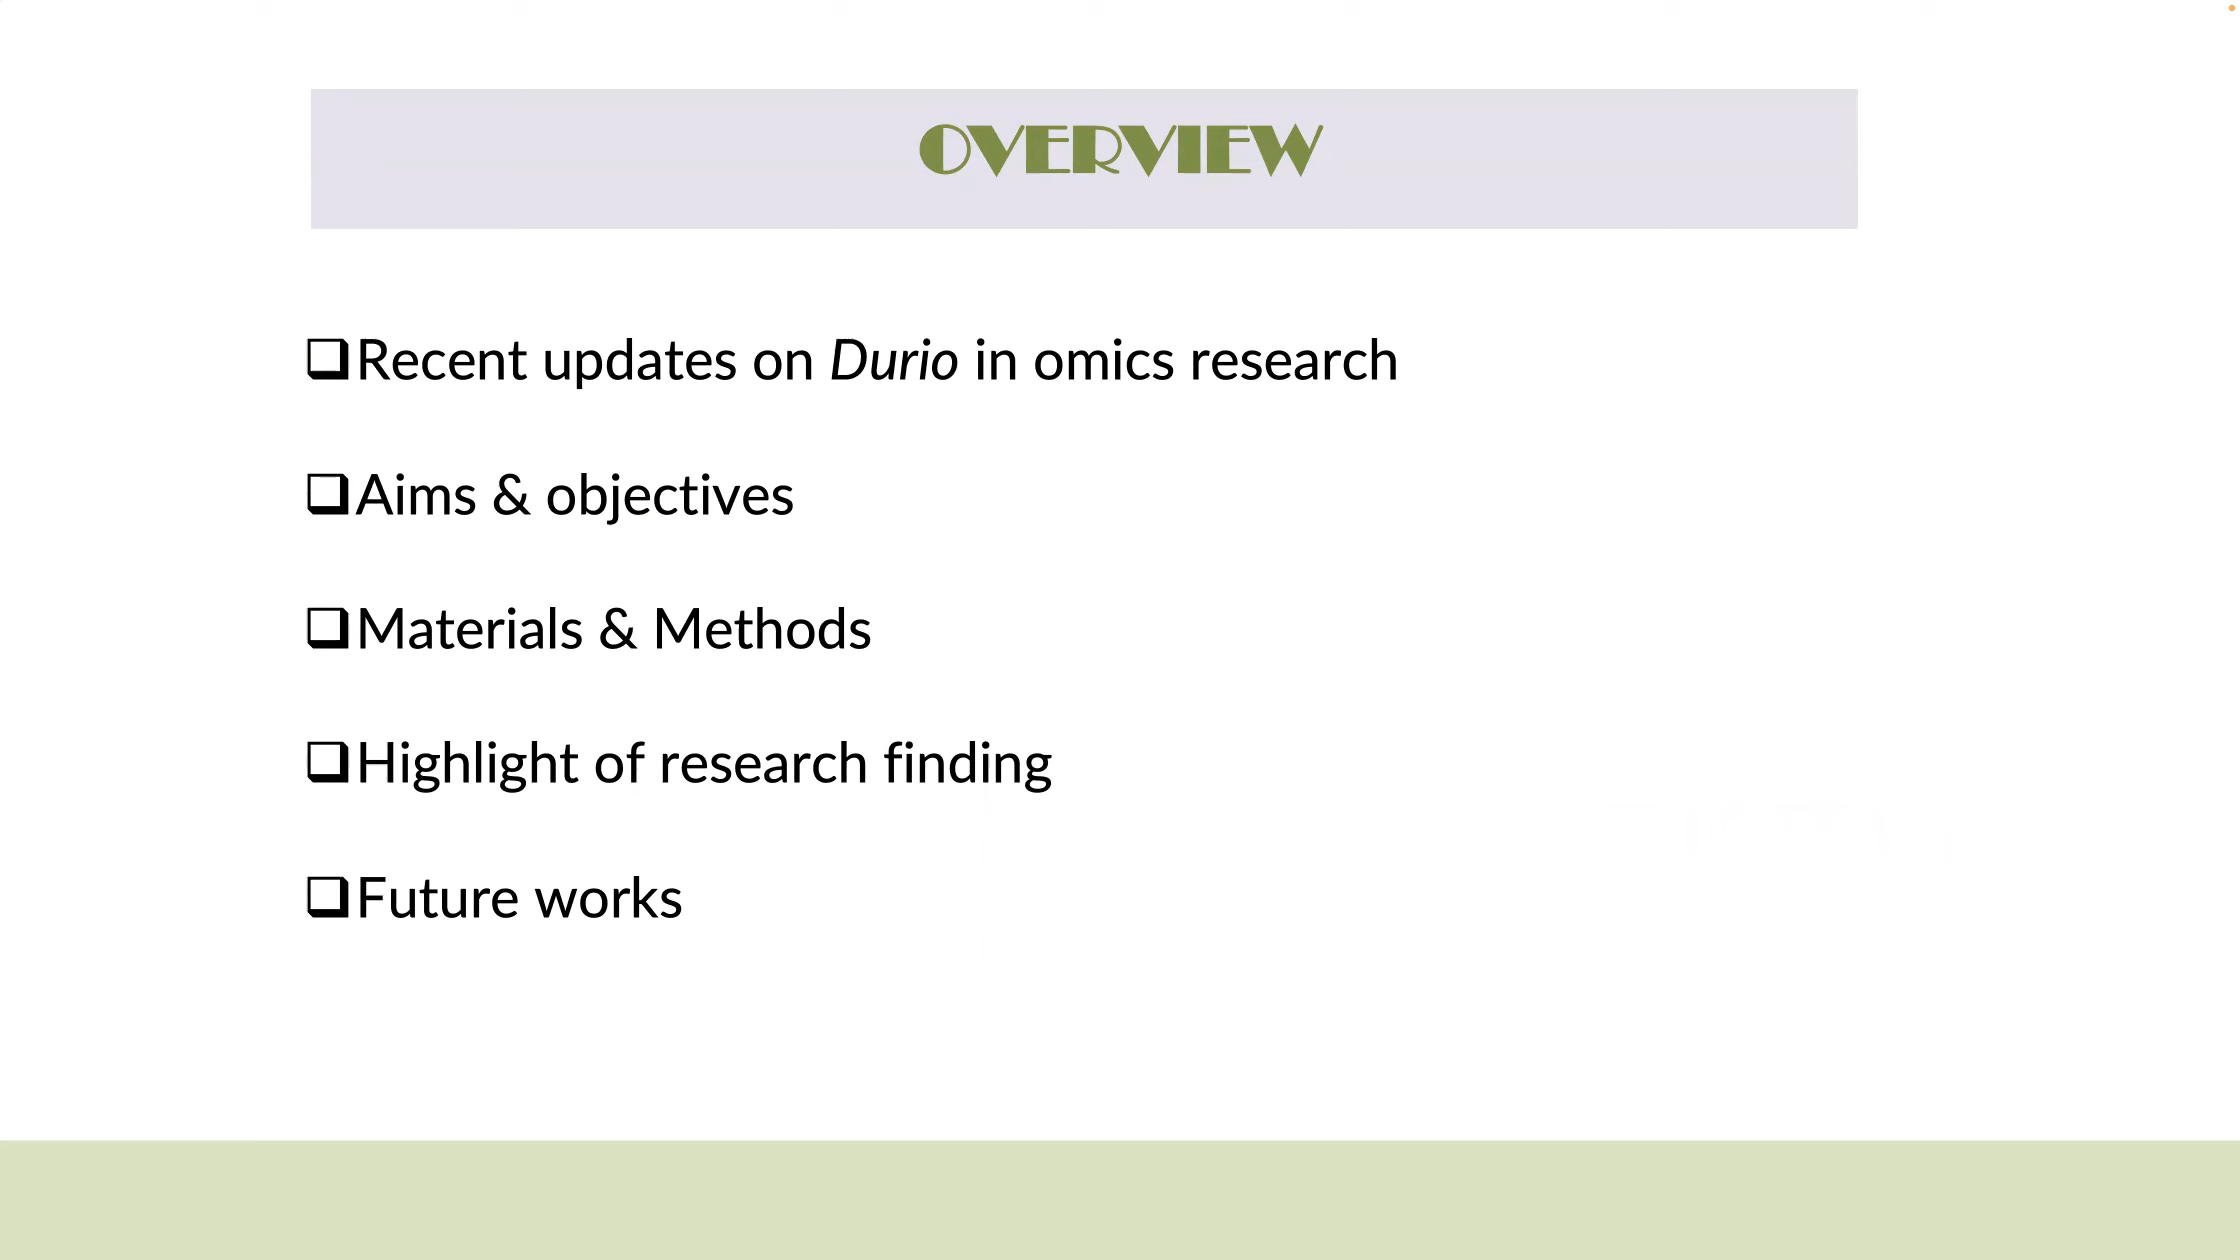 OVERVIEW
❑Recent updates on Durio in omics research
❑Aims & objectives
❑Materials & Methods
❑Highlight of research finding
❑Future works